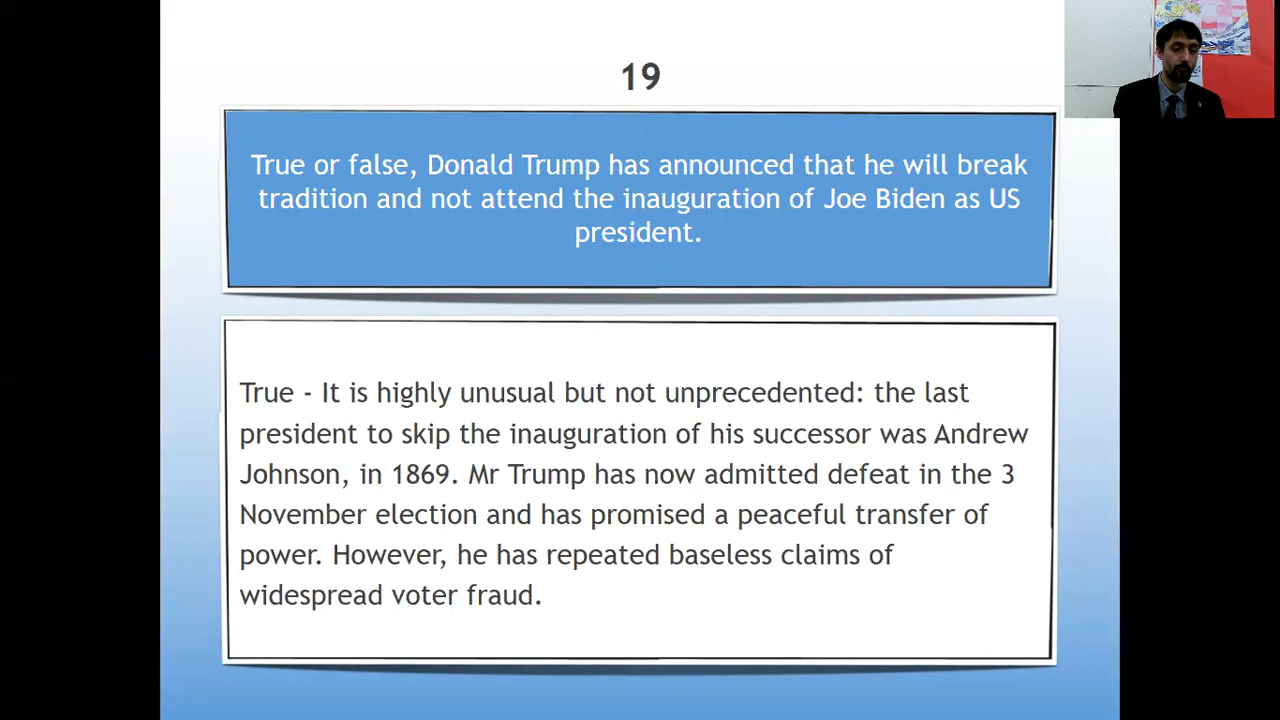 19
True or false, Donald Trump has announced that he will break
tradition and not attend the inauguration of Joe Biden as US
president.
True - It is highly unusual but not unprecedented: the last
president to skip the inauguration of his successor was Andrew
Johnson, in 1869. Mr Trump has now admitted defeat in the 3
November election and has promised a peaceful transfer of
power. However, he has repeated baseless claims of
widespread voter fraud.